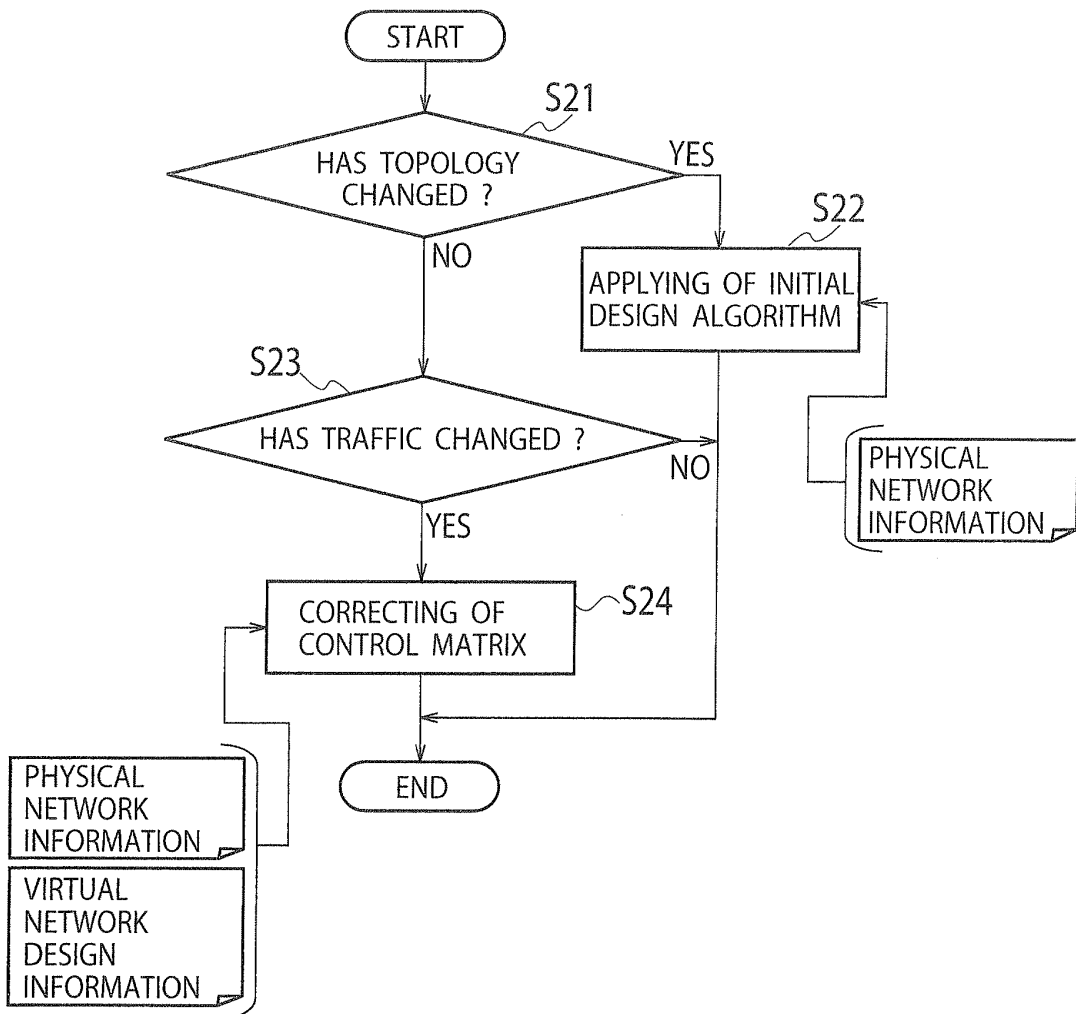 START
S21
HAS TOPOLOGY
CHANGED ?
YES
NO
S22
APPLYING OF INITIAL
DESIGN ALGORITHM
PHYSICAL
NETWORK
INFORMATION
S23
HAS TRAFFIC CHANGED ?
NO
YES
S24
CORRECTING OF
CONTROL MATRIX
PHYSICAL
NETWORK
INFORMATION
VIRTUAL
NETWORK
DESIGN
INFORMATION
END